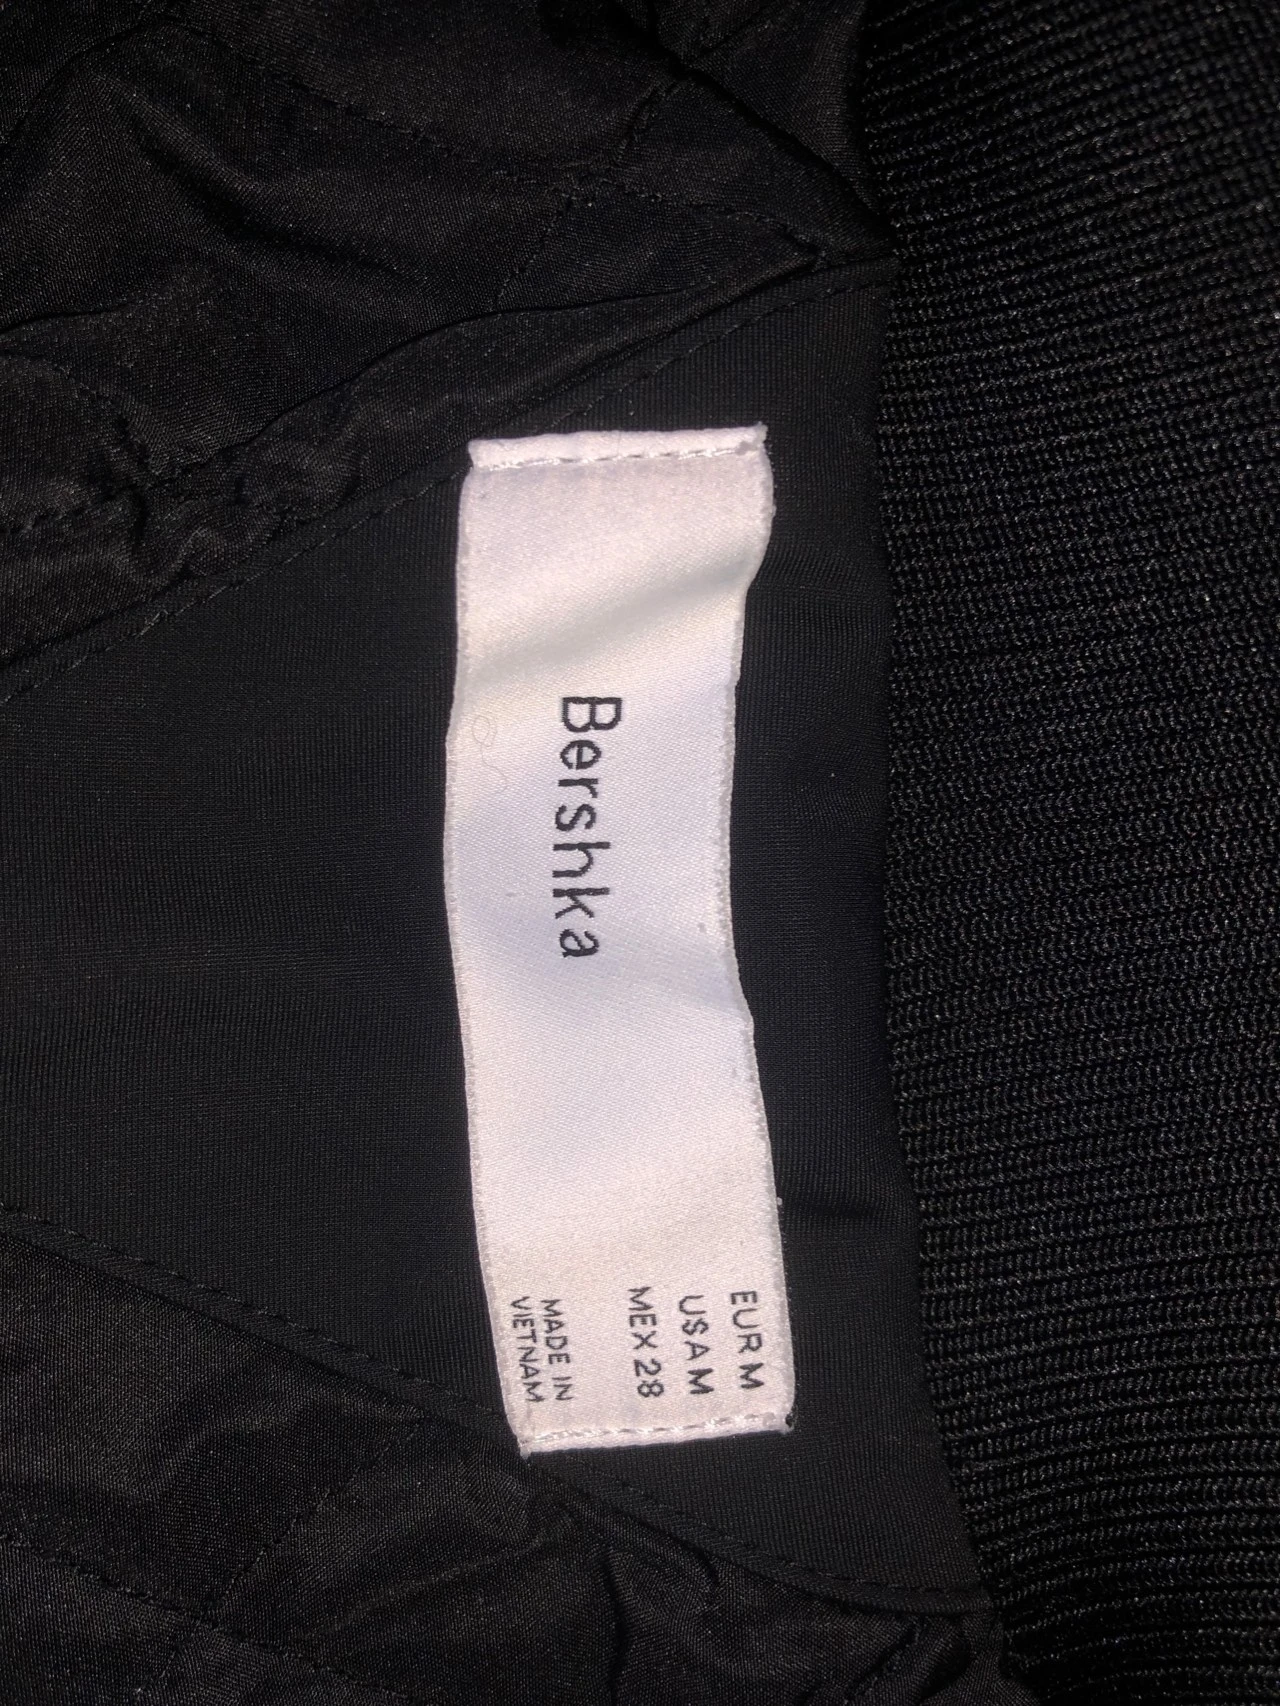 Bershka
EUR M
USA M
MEX 28
MADE IN
VIETNAM